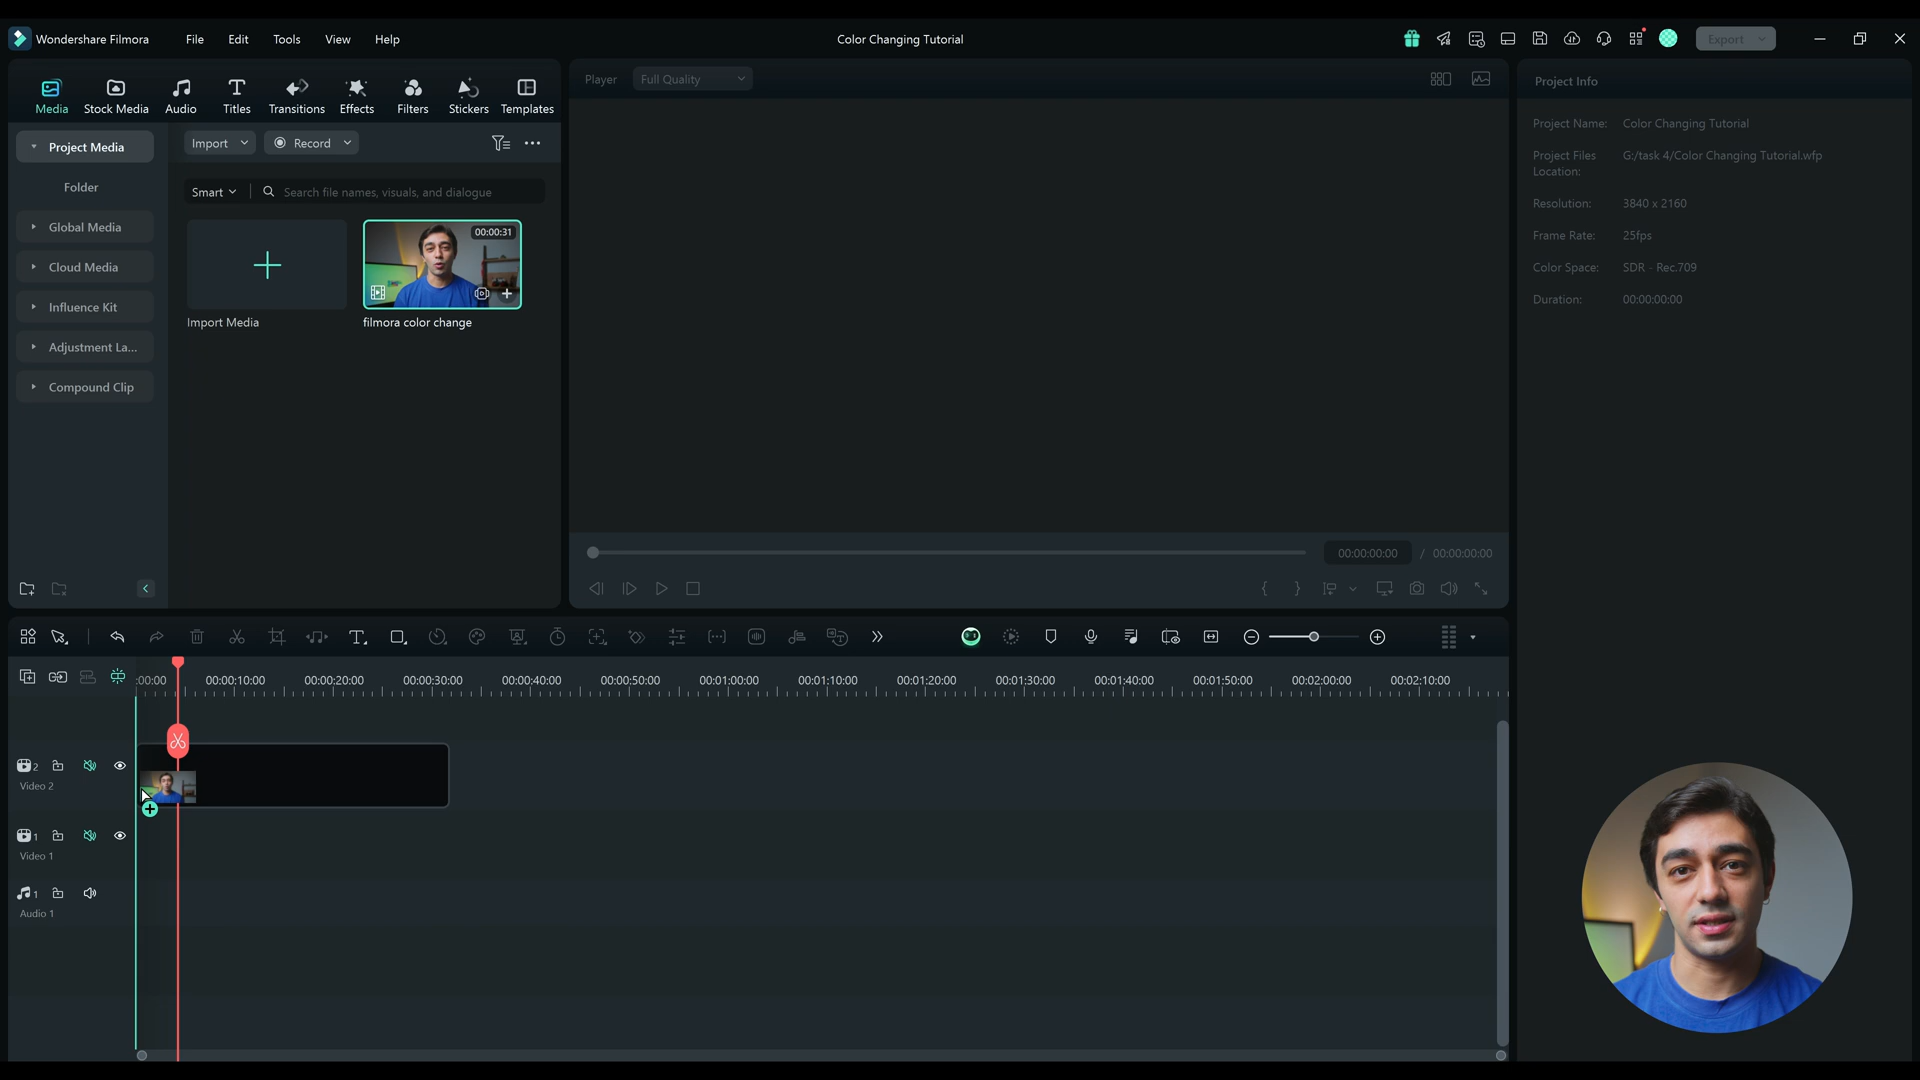 Wondershare Filmora File Edit Tools View Help Color Changing Tutorial Export
Media Stock Media Audio Titles Transitions Effects Filters Stickers Templates
Player Full Quality
Project Info
Project Media
Import Record
Folder
Smart Search file names, visuals, and dialogue
Global Media
Cloud Media
Influence Kit
Adjustment La...
Compound Clip
00:00:31
Import Media filmora color change
Project Name: Color Changing Tutorial
Project Files G:/task 4/Color Changing Tutorial.wfp
Location:
Resolution: 3840 x 2160
Frame Rate: 25fps
Color Space: SDR - Rec.709
Duration: 00:00:00:00
00:00:00:00 / 00:00:00:00
:00:00 00:00:10:00 00:00:20:00 00:00:30:00 00:00:40:00 00:00:50:00 00:01:00:00 00:01:10:00 00:01:20:00 00:01:30:00 00:01:40:00 00:01:50:00 00:02:00:00 00:02:10:00
2
Video 2
1
Video 1
1
Audio 1